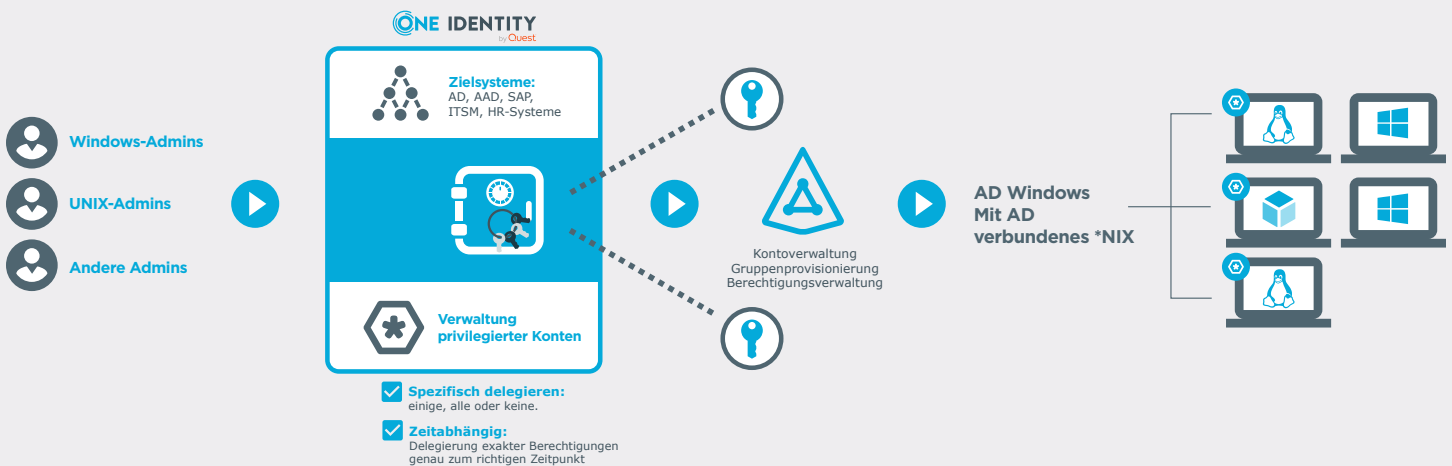 ONE IDENTITY
by Quest
Windows-Admins
UNIX-Admins
Andere Admins
Zielsysteme:
AD, AAD, SAP,
ITSM, HR-Systeme
Verwaltung
privilegierter Konten
Spezifisch delegieren:
einige, alle oder keine.
Zeitabhängig:
Delegierung exakter Berechtigungen
genau zum richtigen Zeitpunkt
Kontoverwaltung
Gruppenprovisionierung
Berechtigungsverwaltung
AD Windows
Mit AD
verbundenes *NIX